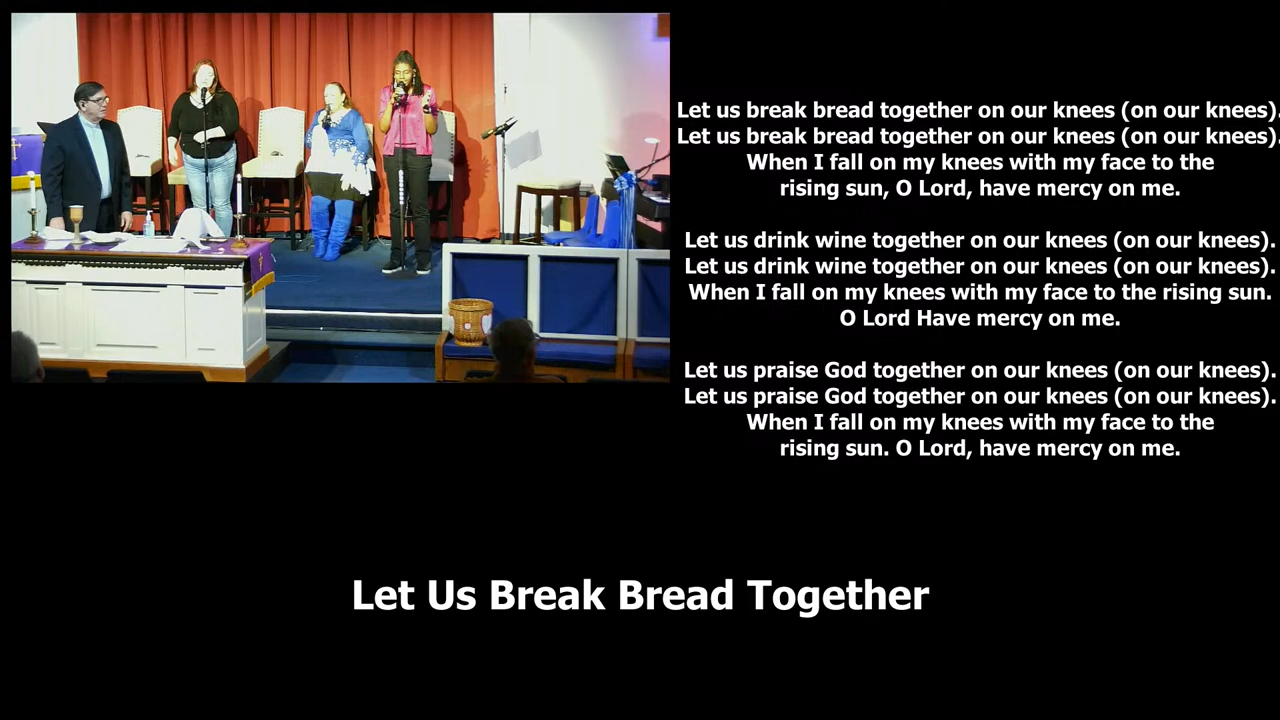 Let us break bread together on our knees (on our knees).
Let us break bread together on our knees (on our knees).
When I fall on my knees with my face to the
rising sun, O Lord, have mercy on me.
Let us drink wine together on our knees (on our knees).
Let us drink wine together on our knees (on our knees).
When I fall on my knees with my face to the rising sun.
O Lord Have mercy on me.
Let us praise God together on our knees (on our knees).
Let us praise God together on our knees (on our knees).
When I fall on my knees with my face to the
rising sun. O Lord, have mercy on me.
Let Us Break Bread Together